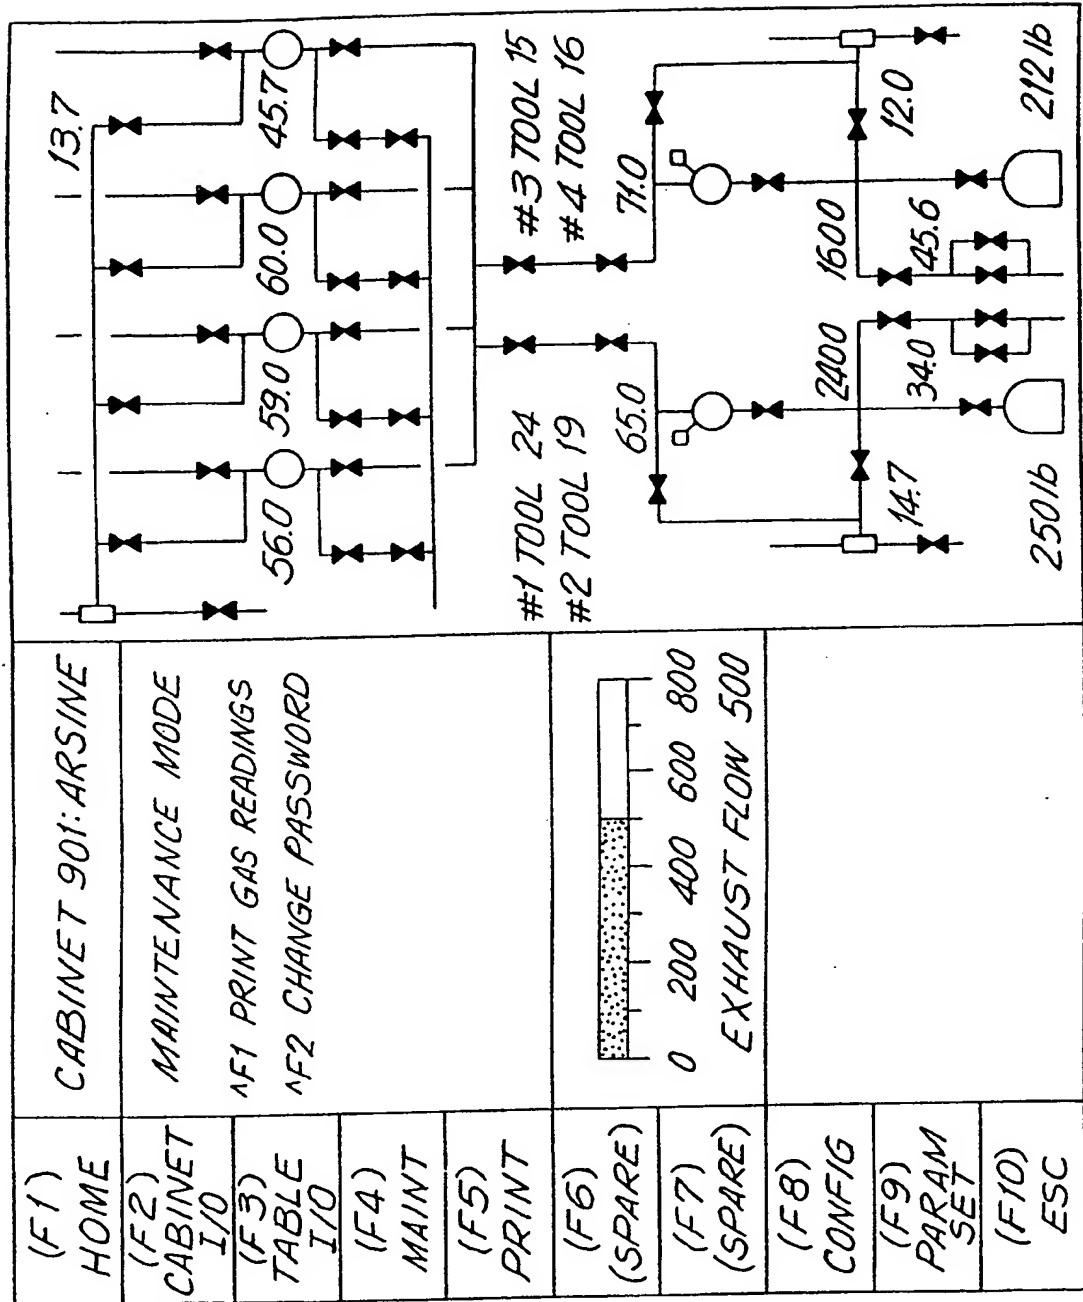 (F1)
HOME
(F2)
CABINET
I/O
(F3)
TABLE
I/O
(F4)
MAINT
(F5)
PRINT
(F6)
(SPARE)
(F7)
(SPARE)
(F8)
CONFIG
(F9)
PARAM
SET
(F10)
ESC
CABINET 901: ARSINE
MAINTENANCE MODE
^F1 PRINT GAS READINGS
^F2 CHANGE PASSWORD
0 200 400 600 800
EXHAUST FLOW 500
13.7
56.0 59.0 60.0 45.7
#1 TOOL 24 #3 TOOL 15
#2 TOOL 19 #4 TOOL 16
65.0 71.0
2400 1600
14.7 34.0 45.6 12.0
250 lb 212 lb